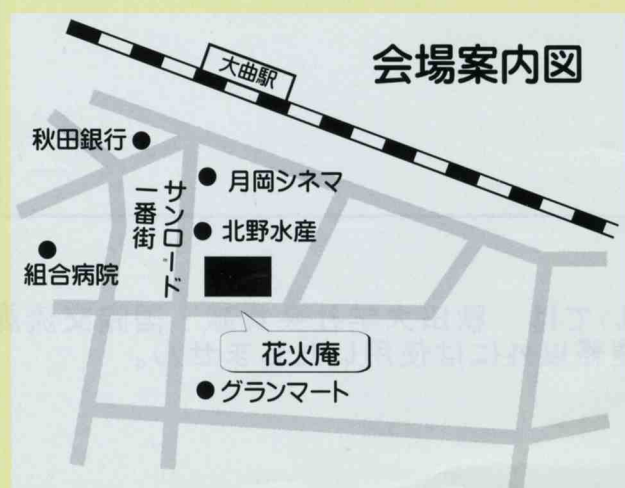 会場案内図
大曲駅
秋田銀行
月岡シネマ
サンロード
一番街
北野水産
組合病院
花火庵
グランマート